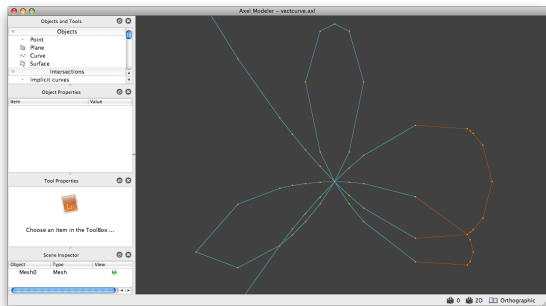 Axel Modeler - vectcurve.axl
Objects and Tools
Objects
Point
Plane
Curve
Surface
Intersections
Implicit curves
Object Properties
Item Value
Tool Properties
Choose an item in the ToolBox ...
Scene Inspector
Object Type View
Mesh0 Mesh
0 2D Orthographic